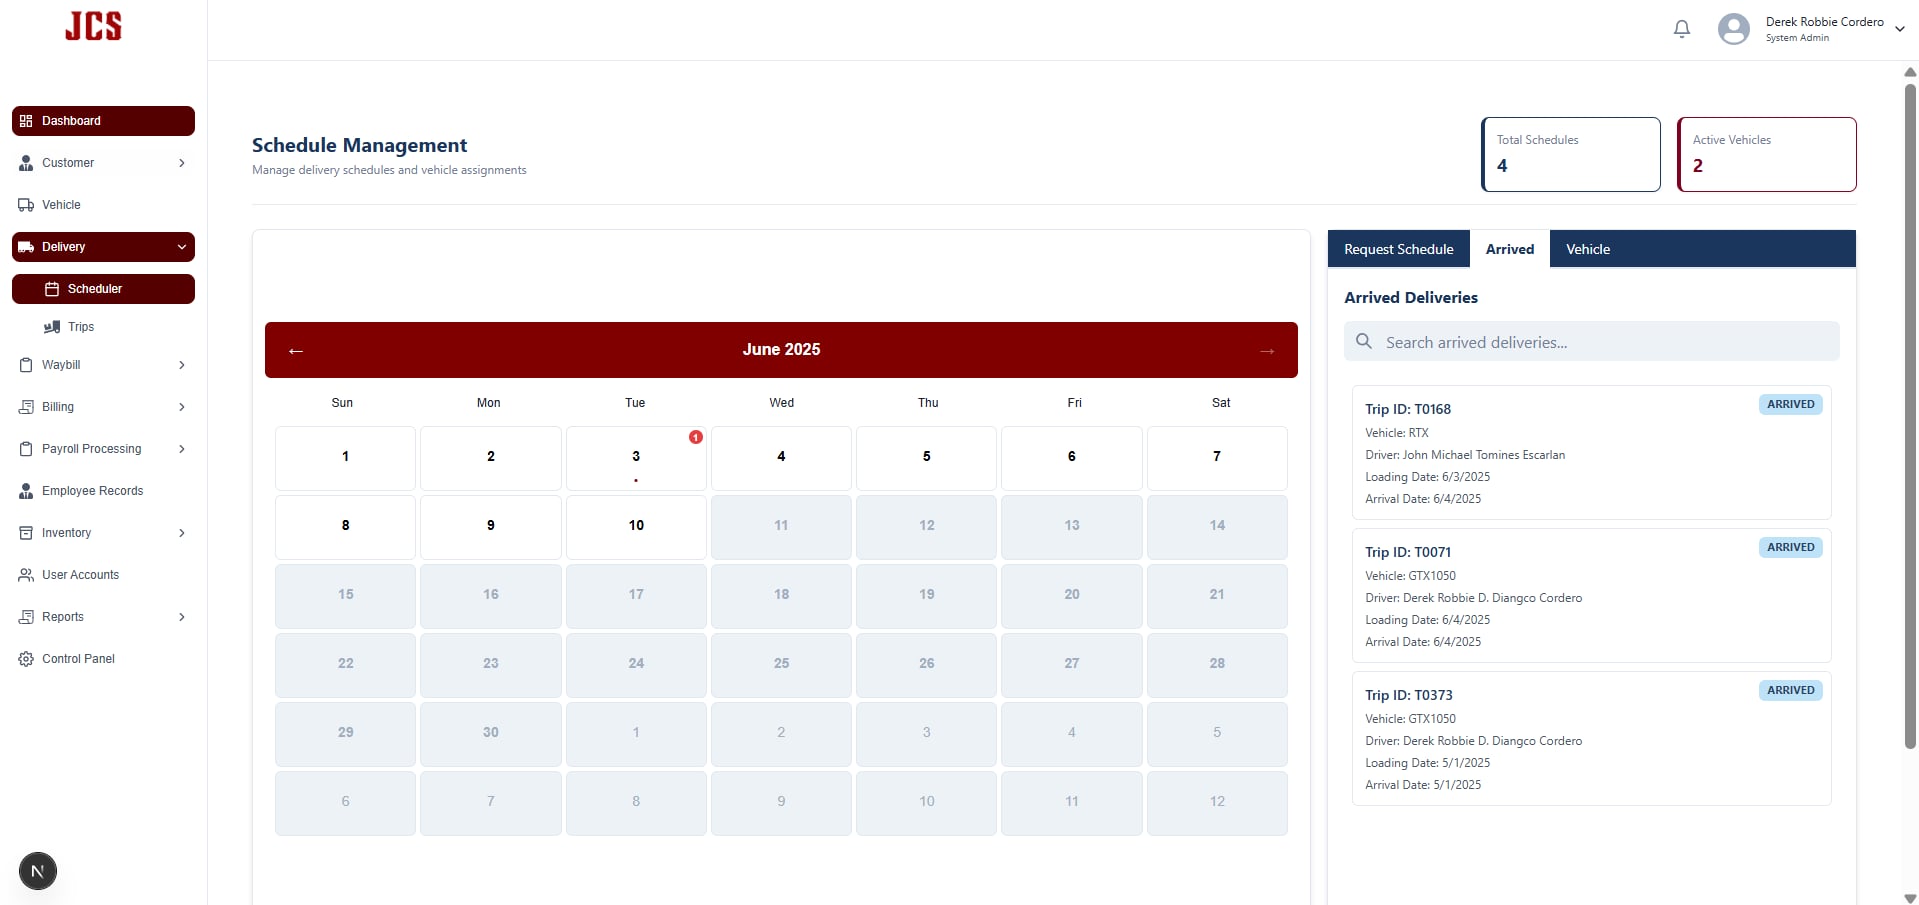 JCS
Derek Robbie Cordero
System Admin
Dashboard
Customer
Vehicle
Delivery
Scheduler
Trips
Waybill
Billing
Payroll Processing
Employee Records
Inventory
User Accounts
Reports
Control Panel
N
Schedule Management
Manage delivery schedules and vehicle assignments
Total Schedules
4
Active Vehicles
2
← June 2025 →
Sun Mon Tue Wed Thu Fri Sat
1
1 2 3 4 5 6 7
8 9 10 11 12 13 14
15 16 17 18 19 20 21
22 23 24 25 26 27 28
29 30 1 2 3 4 5
6 7 8 9 10 11 12
Request Schedule Arrived Vehicle
Arrived Deliveries
Search arrived deliveries...
Trip ID: T0168 ARRIVED
Vehicle: RTX
Driver: John Michael Tomines Escarlan
Loading Date: 6/3/2025
Arrival Date: 6/4/2025
Trip ID: T0071 ARRIVED
Vehicle: GTX1050
Driver: Derek Robbie D. Diangco Cordero
Loading Date: 6/4/2025
Arrival Date: 6/4/2025
Trip ID: T0373 ARRIVED
Vehicle: GTX1050
Driver: Derek Robbie D. Diangco Cordero
Loading Date: 5/1/2025
Arrival Date: 5/1/2025